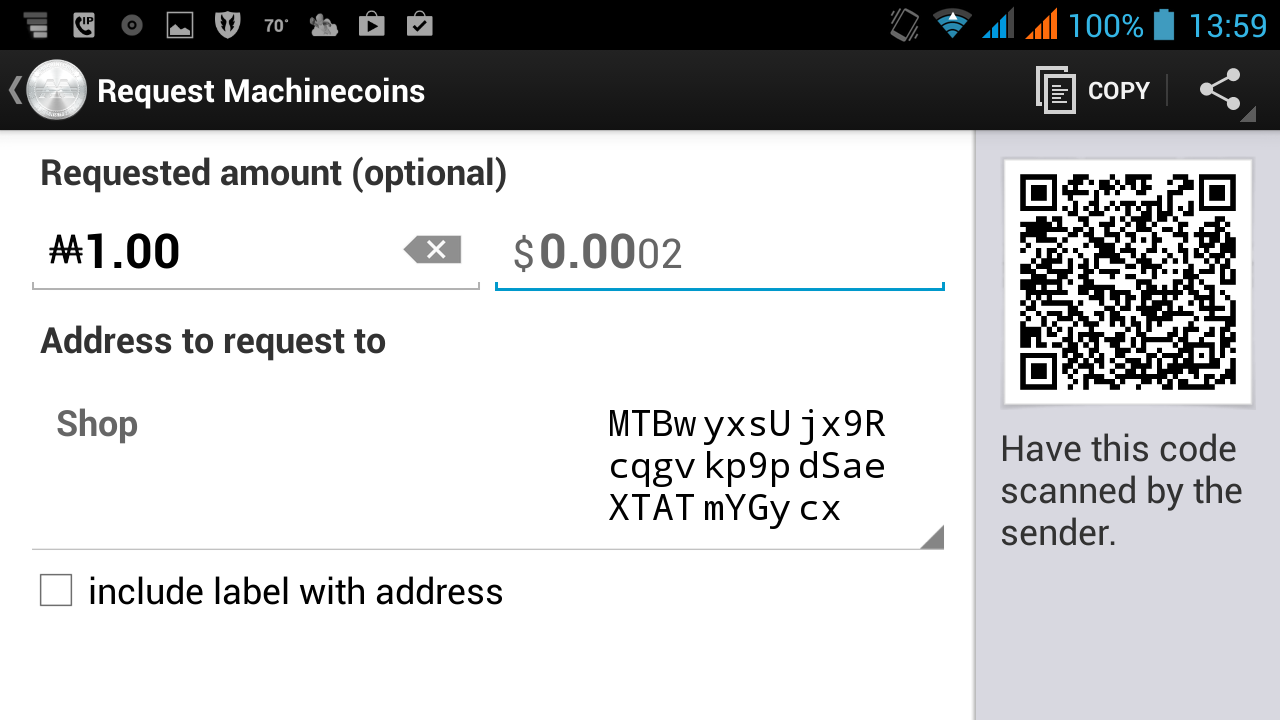 70° 100% 13:59
Request Machinecoins COPY
Requested amount (optional)
1.00 $0.0002
Address to request to
Shop MTBw yxsU jx9R
cqgv kp9p dSae
XTAT mYGy cx
include label with address
Have this code
scanned by the
sender.